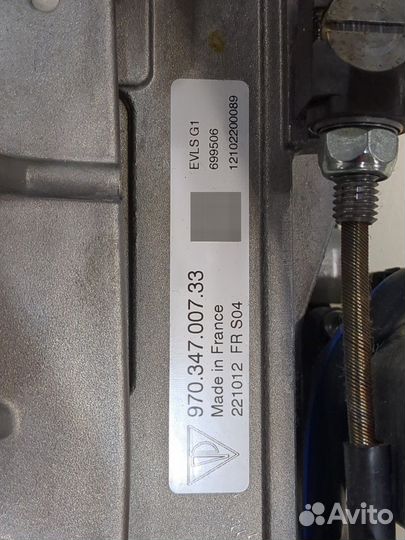 EVLS G1
699506
12102200089
970.347.007.33
Made in France
221012 FR S04
Avito